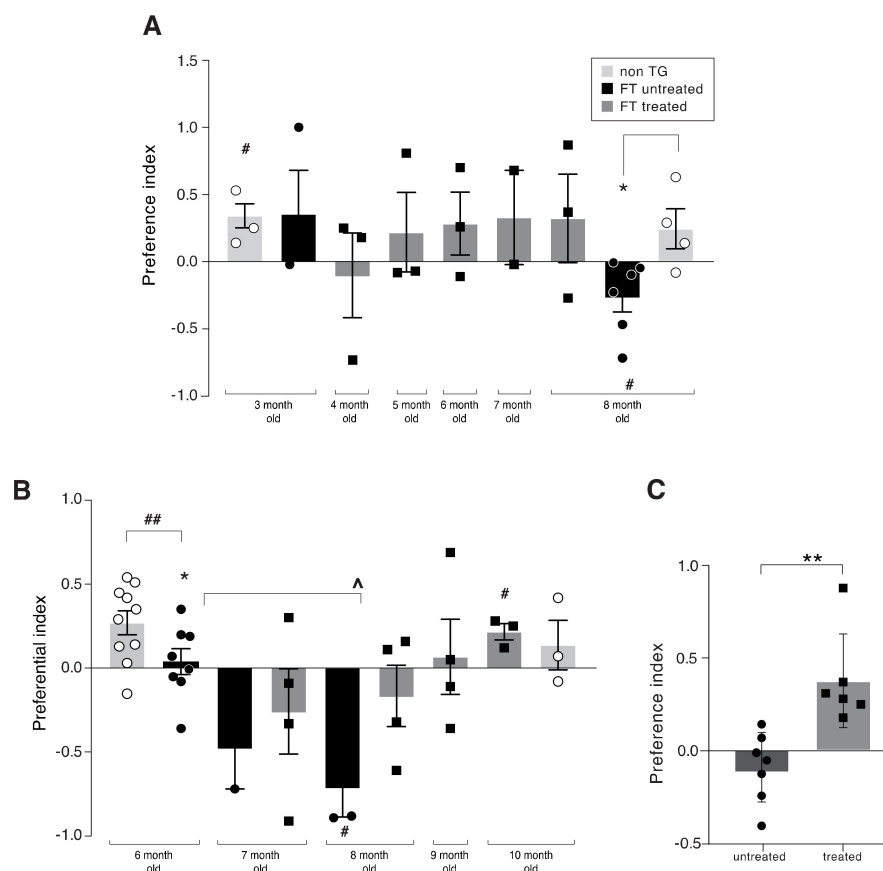 A
1.5
1.0
0.5
0.0
-0.5
-1.0
Preference index
non TG
FT untreated
FT treated
#
*
#
3 month
old
4 month
old
5 month
old
6 month
old
7 month
old
8 month
old
B
1.0
0.5
0.0
-0.5
-1.0
Preferential index
##
*
^
#
#
6 month
old
7 month
old
8 month
old
9 month
old
10 month
old
C
1.0
0.5
0.0
-0.5
Preference index
**
untreated
treated